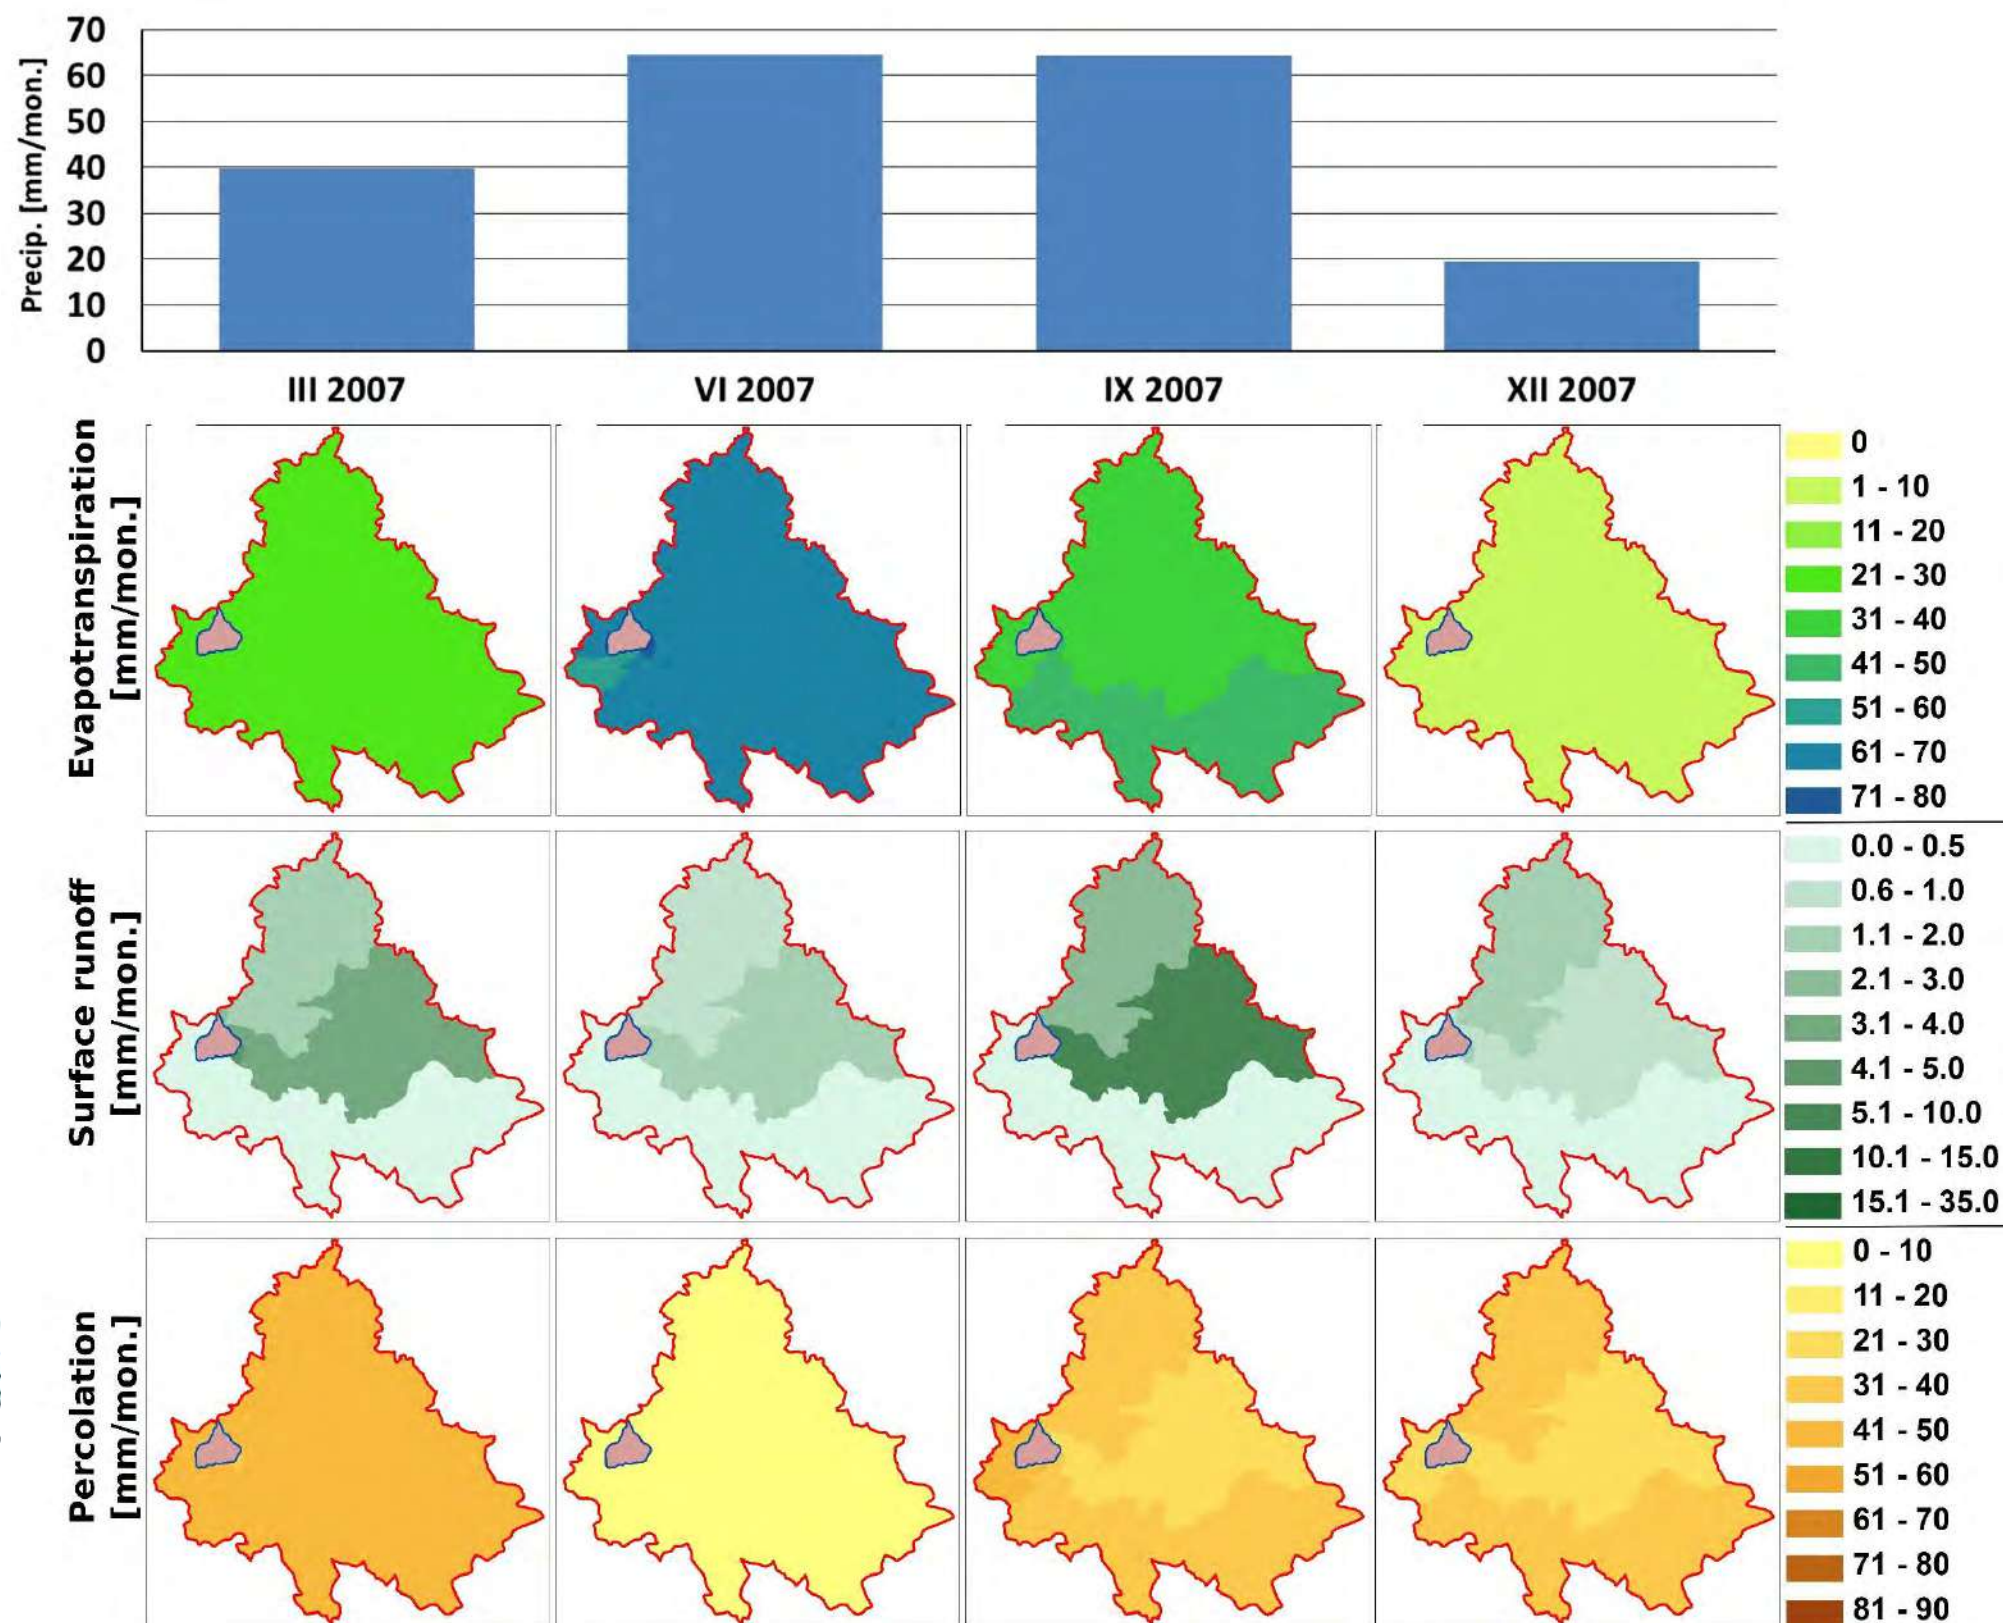 70
60
50
40
30
20
10
0
Precip. [mm/mon.]
III 2007
VI 2007
IX 2007
XII 2007
Evapotranspiration
[mm/mon.]
0
1 - 10
11 - 20
21 - 30
31 - 40
41 - 50
51 - 60
61 - 70
71 - 80
Surface runoff
[mm/mon.]
0.0 - 0.5
0.6 - 1.0
1.1 - 2.0
2.1 - 3.0
3.1 - 4.0
4.1 - 5.0
5.1 - 10.0
10.1 - 15.0
15.1 - 35.0
Percolation
[mm/mon.]
0 - 10
11 - 20
21 - 30
31 - 40
41 - 50
51 - 60
61 - 70
71 - 80
81 - 90